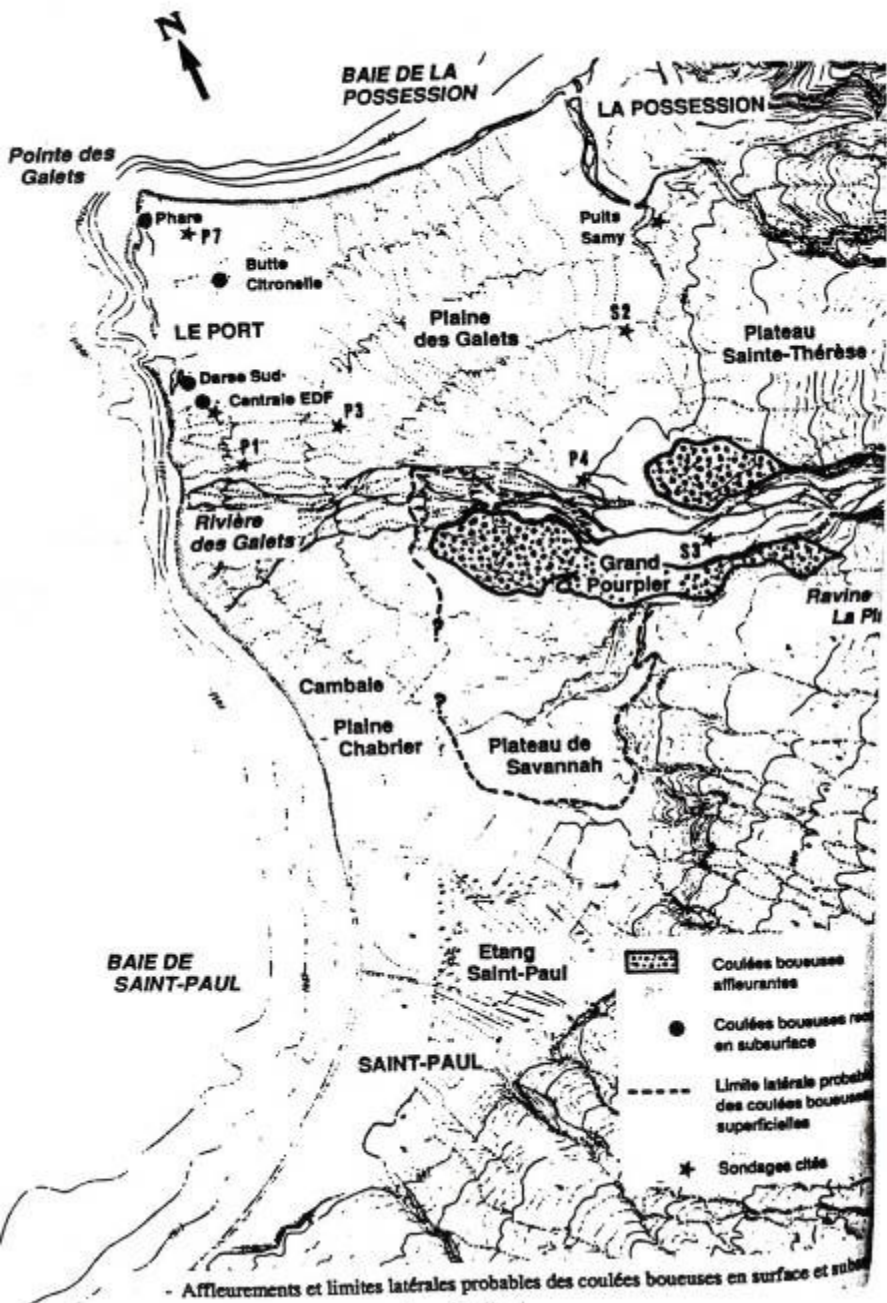 N
BAIE DE LA
POSSESSION
LA POSSESSION
Pointe des
Galets
Phare
P7
Puits
Samy
Butte
Citronelle
S2
LE PORT
Plaine
des Galets
Plateau
Sainte-Thérèse
Darse Sud
Centrale EDF
P3
P1
P4
Rivière
des Galets
S3
Grand
Pourpier
Ravine
La Pl
?
Cambaie
?
Plaine
Chabrier
Plateau de
Savannah
BAIE DE
SAINT-PAUL
Etang
Saint-Paul
SAINT-PAUL
Coulées boueuses
affleurantes
Coulées boueuses
en subsurface
Limite latérale probable
des coulées boueuses
superficielles
Sondages cités
- Affleurements et limites latérales probables des coulées boueuses en surface et